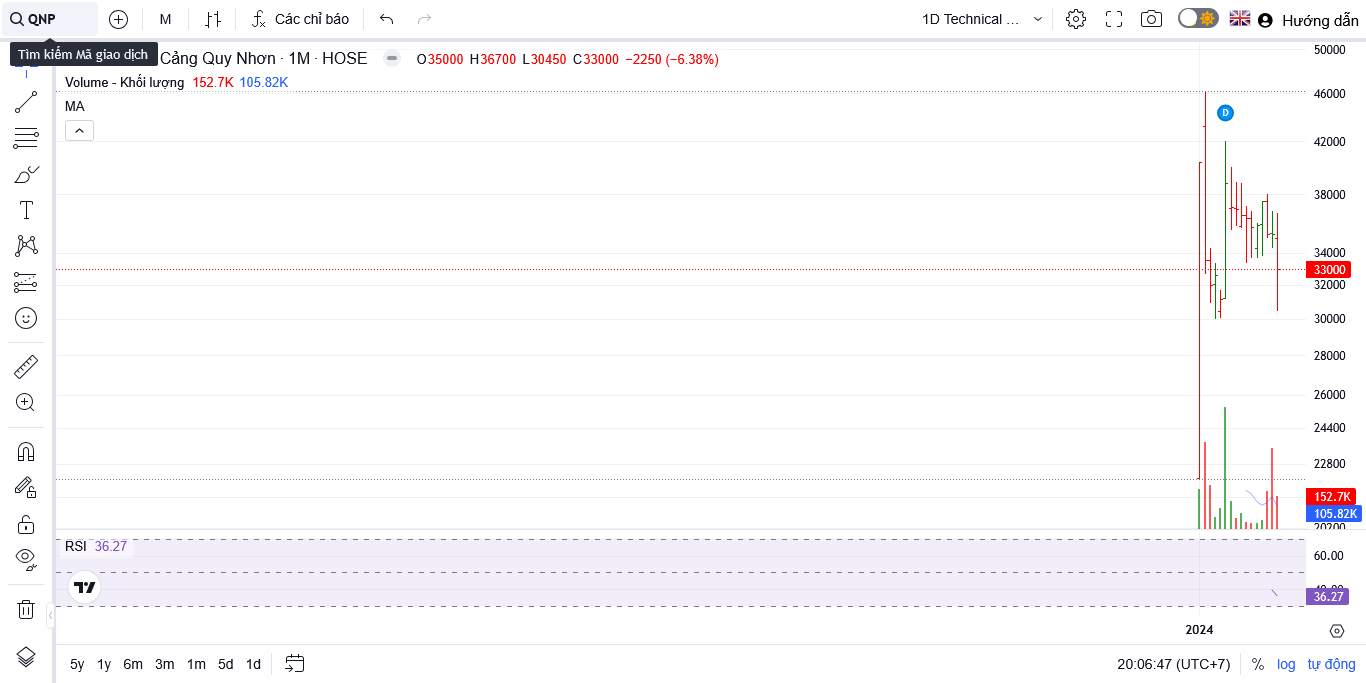 QNP
M
Các chỉ báo
1D Technical ...
Hướng dẫn
Tìm kiếm Mã giao dịch
Cảng Quy Nhơn · 1M · HOSE
O35000 H36700 L30450 C33000 −2250 (−6.38%)
Volume - Khối lượng 152.7K 105.82K
MA
D
50000
46000
42000
38000
34000
33000
32000
30000
28000
26000
24400
22800
152.7K
105.82K
20200
RSI 36.27
60.00
40.00
36.27
2024
5y 1y 6m 3m 1m 5d 1d
20:06:47 (UTC+7)
% log tự động